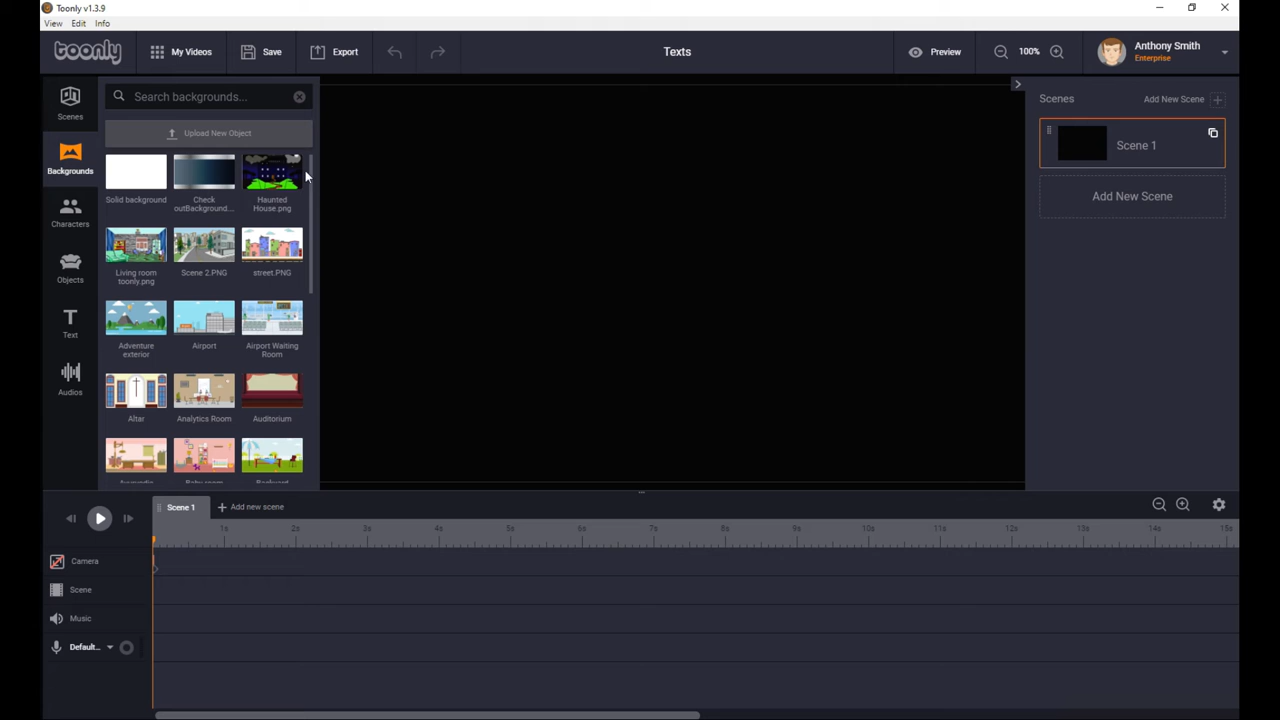 Toonly v1.3.9
View Edit Info
toonly My Videos Save Export Texts Preview 100% Anthony Smith
Enterprise
Scenes
Backgrounds
Characters
Objects
Text
Audios
Search backgrounds...
Upload New Object
Solid background
Check
outBackground...
Haunted
House.png
Living room
toonly.png
Scene 2.PNG
street.PNG
Adventure
exterior
Airport
Airport Waiting
Room
Altar
Analytics Room
Auditorium
Scenes Add New Scene
Scene 1
Add New Scene
Scene 1 Add new scene
1s 2s 3s 4s 5s 6s 7s 8s 9s 10s 11s 12s 13s 14s 15s
Camera
Scene
Music
Default...